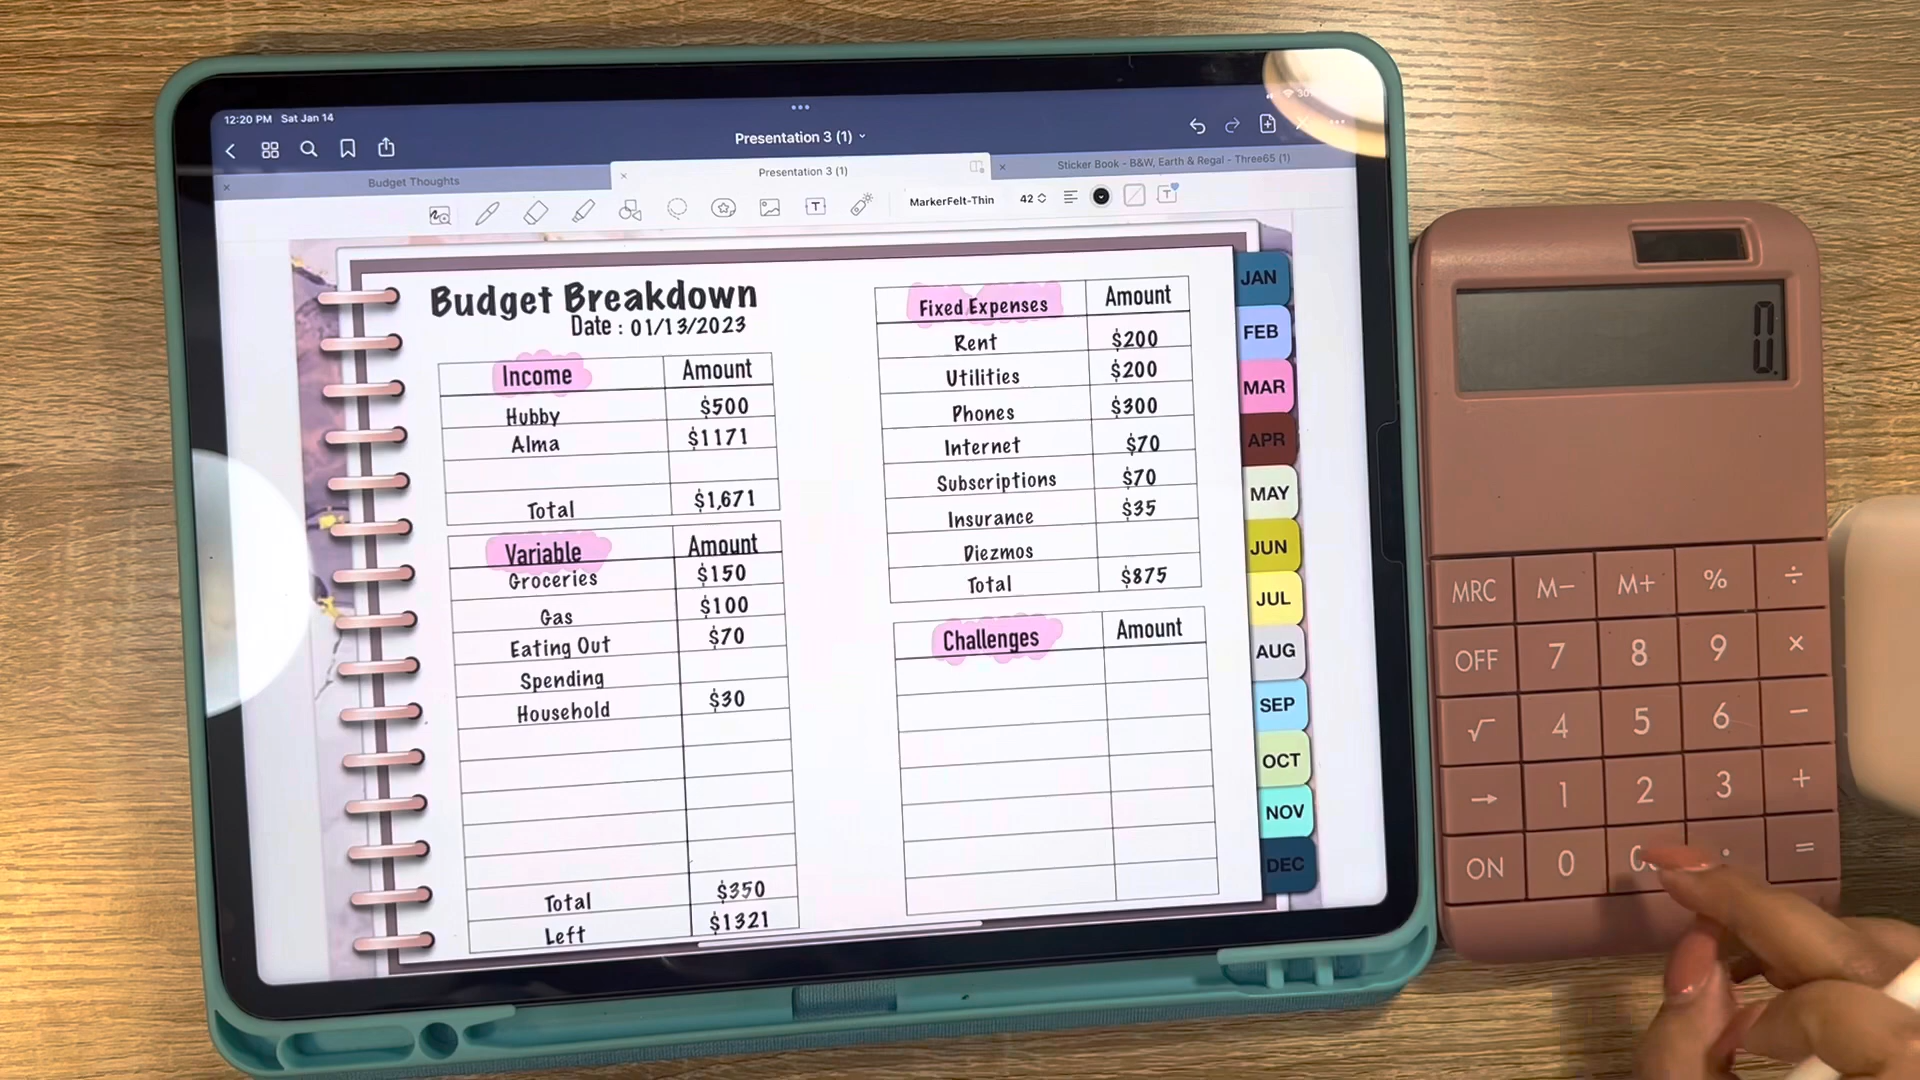 12:20 PM Sat Jan 14
Presentation 3 (1)
Budget Thoughts
Presentation 3 (1)
Sticker Book - B&W, Earth & Regal - Three65 (1)
MarkerFelt-Thin 42
Budget Breakdown
Date : 01/13/2023
Income Amount
Hubby $500
Alma $1171
Total $1,671
Variable Amount
Groceries $150
Gas $100
Eating Out $70
Spending
Household $30
Total $350
Left $1321
Fixed Expenses Amount
Rent $200
Utilities $200
Phones $300
Internet $70
Subscriptions $70
Insurance $35
Diezmos
Total $875
Challenges Amount
JAN
FEB
MAR
APR
MAY
JUN
JUL
AUG
SEP
OCT
NOV
DEC
0.
MRC M- M+ % ÷
OFF 7 8 9 ×
√ 4 5 6 −
→ 1 2 3 +
ON 0 . =